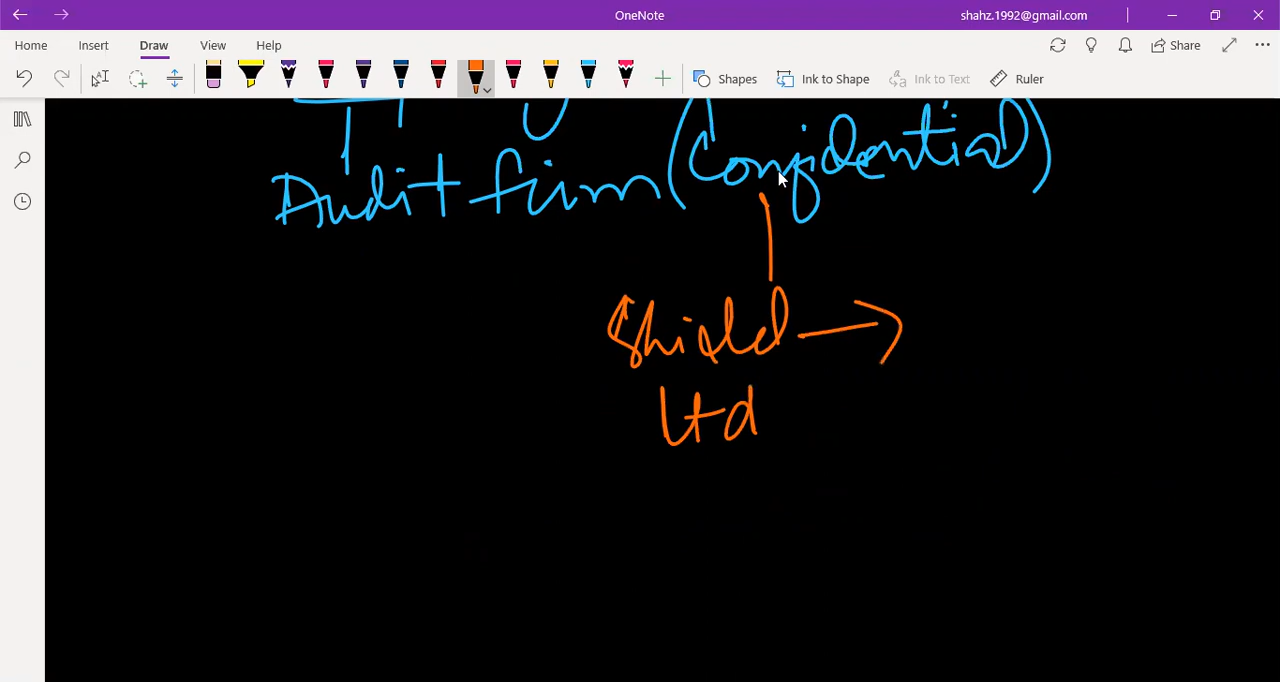 OneNote
shahz.1992@gmail.com
Home Insert Draw View Help
Share
Shapes Ink to Shape Ink to Text Ruler
Audit firm (Confidential)
Shield
Ltd